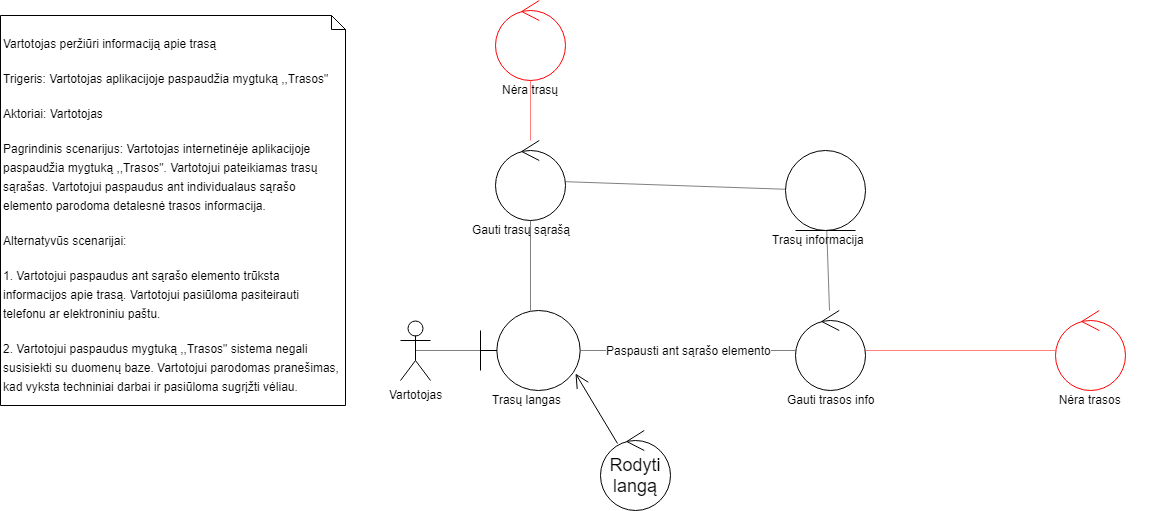 Vartotojas peržiūri informaciją apie trasą
Trigeris: Vartotojas aplikacijoje paspaudžia mygtuką ,,Trasos"
Aktoriai: Vartotojas
Pagrindinis scenarijus: Vartotojas internetinėje aplikacijoje
paspaudžia mygtuką ,,Trasos". Vartotojui pateikiamas trasų
sąrašas. Vartotojui paspaudus ant individualaus sąrašo
elemento parodoma detalesnė trasos informacija.
Alternatyvūs scenarijai:
1. Vartotojui paspaudus ant sąrašo elemento trūksta
informacijos apie trasą. Vartotojui pasiūloma pasiteirauti
telefonu ar elektroniniu paštu.
2. Vartotojui paspaudus mygtuką ,,Trasos" sistema negali
susisiekti su duomenų baze. Vartotojui parodomas pranešimas,
kad vyksta techniniai darbai ir pasiūloma sugrįžti vėliau.
Nėra trasų
Gauti trasų sąrašą
Trasų informacija
Paspausti ant sąrašo elemento
Vartotojas
Trasų langas
Gauti trasos info
Nėra trasos
Rodyti
langą